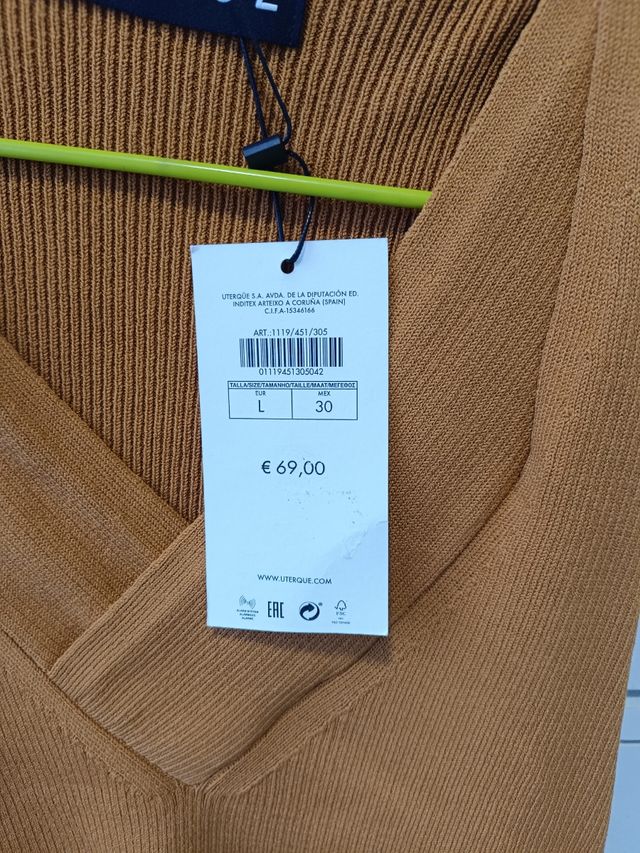 UTERQÜE S.A. AVDA. DE LA DIPUTACIÓN ED.
INDITEX ARTEIXO A CORUÑA (SPAIN)
C.I.F.A-15346166
ART.:1119/451/305
01119451305042
TALLA/SIZE/TAMANHO/TAILLE/MAAT/ΜΕΓΕΘΟΣ
EUR MEX
L 30
€ 69,00
WWW.UTERQUE.COM
EAC
FSC